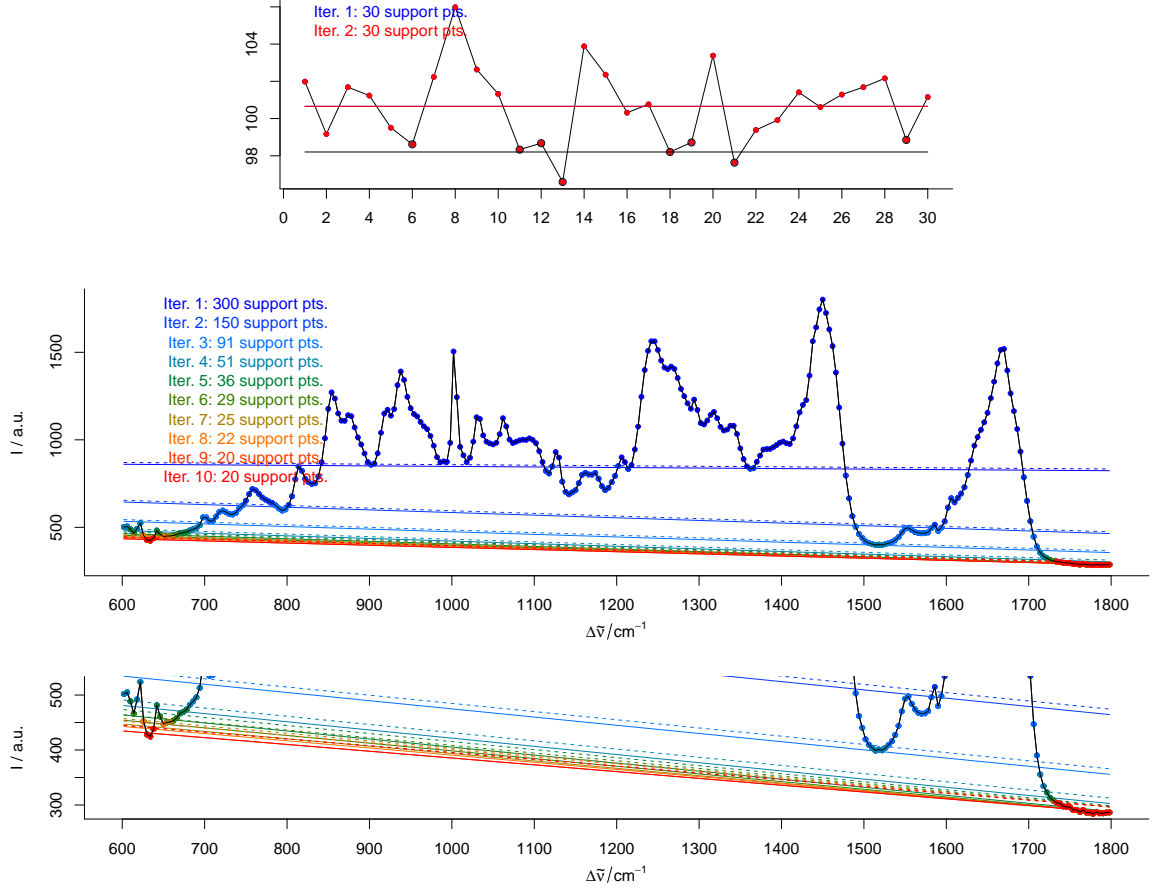 Iter. 1: 30 support pts.
Iter. 2: 30 support pts.
104
100
98
0 2 4 6 8 10 12 14 16 18 20 22 24 26 28 30
Iter. 1: 300 support pts.
Iter. 2: 150 support pts.
Iter. 3: 91 support pts.
Iter. 4: 51 support pts.
Iter. 5: 36 support pts.
Iter. 6: 29 support pts.
Iter. 7: 25 support pts.
Iter. 8: 22 support pts.
Iter. 9: 20 support pts.
Iter. 10: 20 support pts.
I / a.u.
1500
1000
500
0
600 700 800 900 1000 1100 1200 1300 1400 1500 1600 1700 1800
Δν̃/cm⁻¹
I / a.u.
500
400
300
600 700 800 900 1000 1100 1200 1300 1400 1500 1600 1700 1800
Δν̃/cm⁻¹